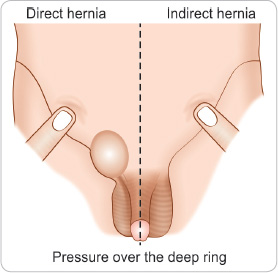 Direct hernia
Indirect hernia
Pressure over the deep ring